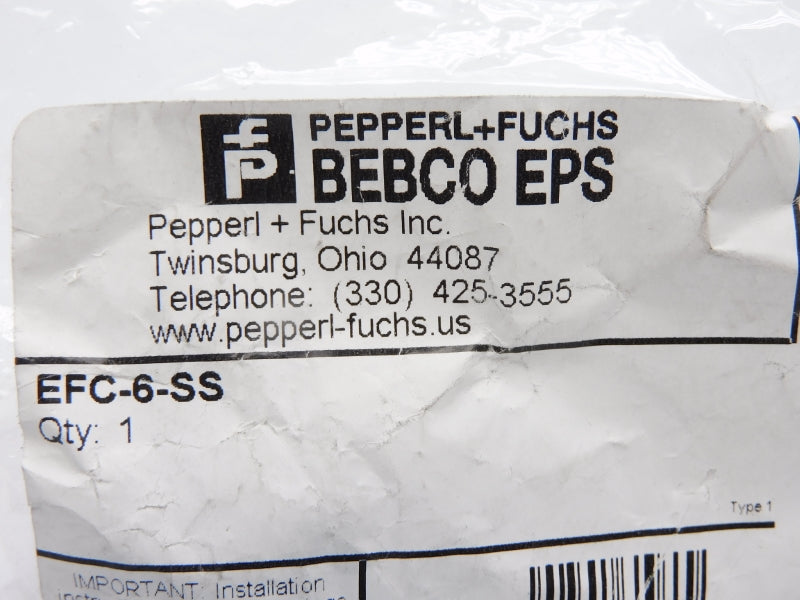 PEPPERL+FUCHS
BEBCO EPS
Pepperl + Fuchs Inc.
Twinsburg, Ohio 44087
Telephone: (330) 425-3555
www.pepperl-fuchs.us
EFC-6-SS
Qty: 1
Type 1
IMPORTANT: Installation